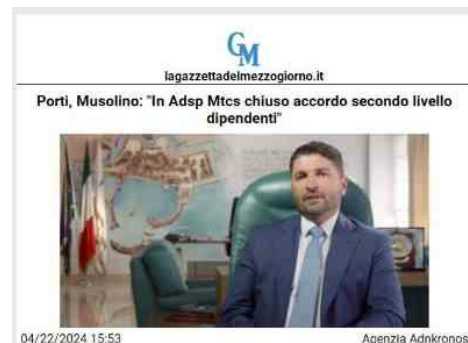 GM
lagazzettadelmezzogiorno.it
Porti, Musolino: "In Adsp Mtcs chiuso accordo secondo livello
dipendenti"
04/22/2024 15:53
Agenzia Adnkronos